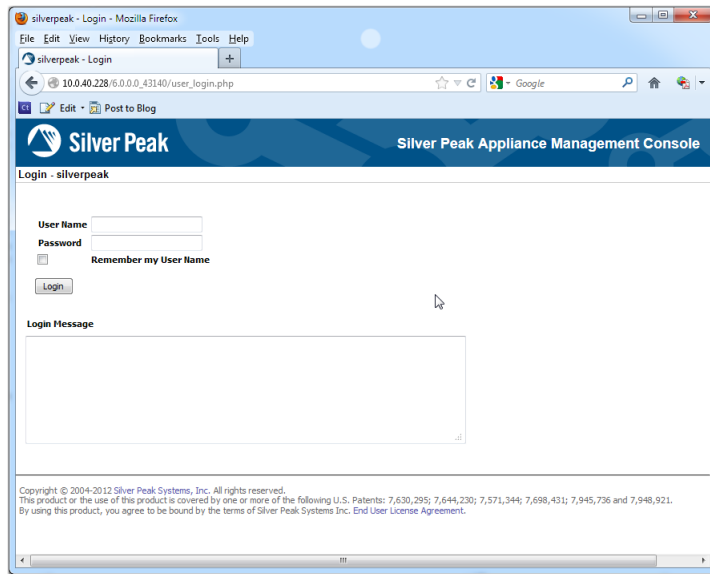 silverpeak - Login - Mozilla Firefox
File Edit View History Bookmarks Tools Help
silverpeak - Login
10.0.40.228/6.0.0.0_43140/user_login.php
Google
Edit
Post to Blog
Silver Peak
Silver Peak Appliance Management Console
Login - silverpeak
User Name
Password
Remember my User Name
Login
Login Message
Copyright © 2004-2012 Silver Peak Systems, Inc. All rights reserved.
This product or the use of this product is covered by one or more of the following U.S. Patents: 7,630,295; 7,644,230; 7,571,344; 7,698,431; 7,945,736 and 7,948,921.
By using this product, you agree to be bound by the terms of Silver Peak Systems Inc. End User License Agreement.